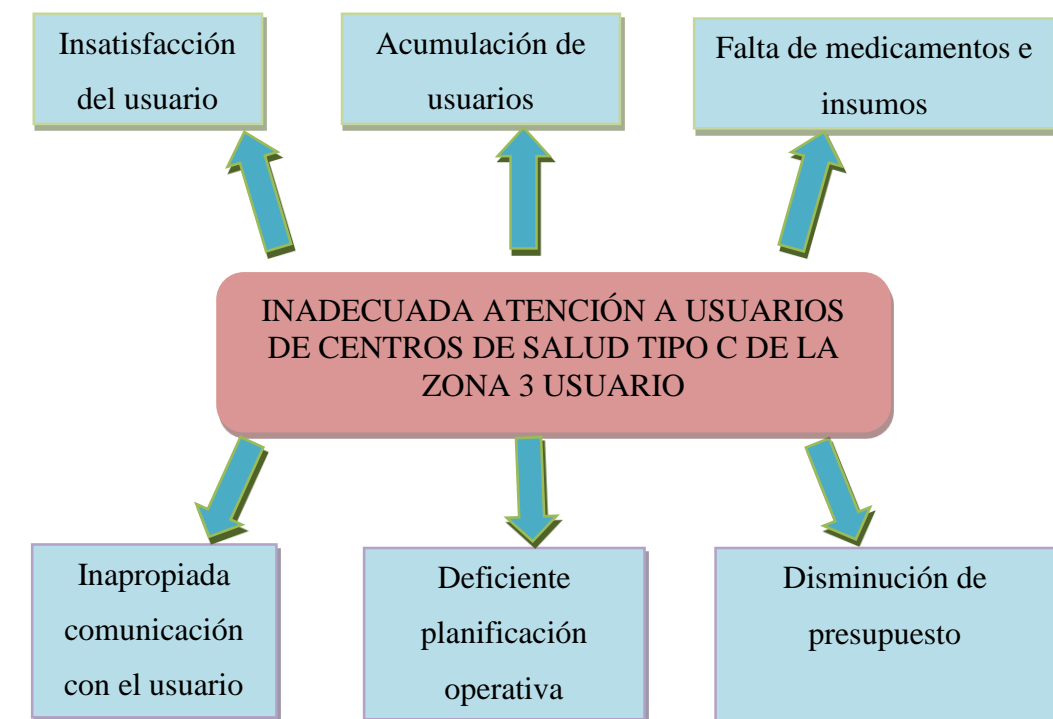 Insatisfacción
del usuario
Acumulación de
usuarios
Falta de medicamentos e
insumos
INADECUADA ATENCIÓN A USUARIOS
DE CENTROS DE SALUD TIPO C DE LA
ZONA 3 USUARIO
Inapropiada
comunicación
con el usuario
Deficiente
planificación
operativa
Disminución de
presupuesto